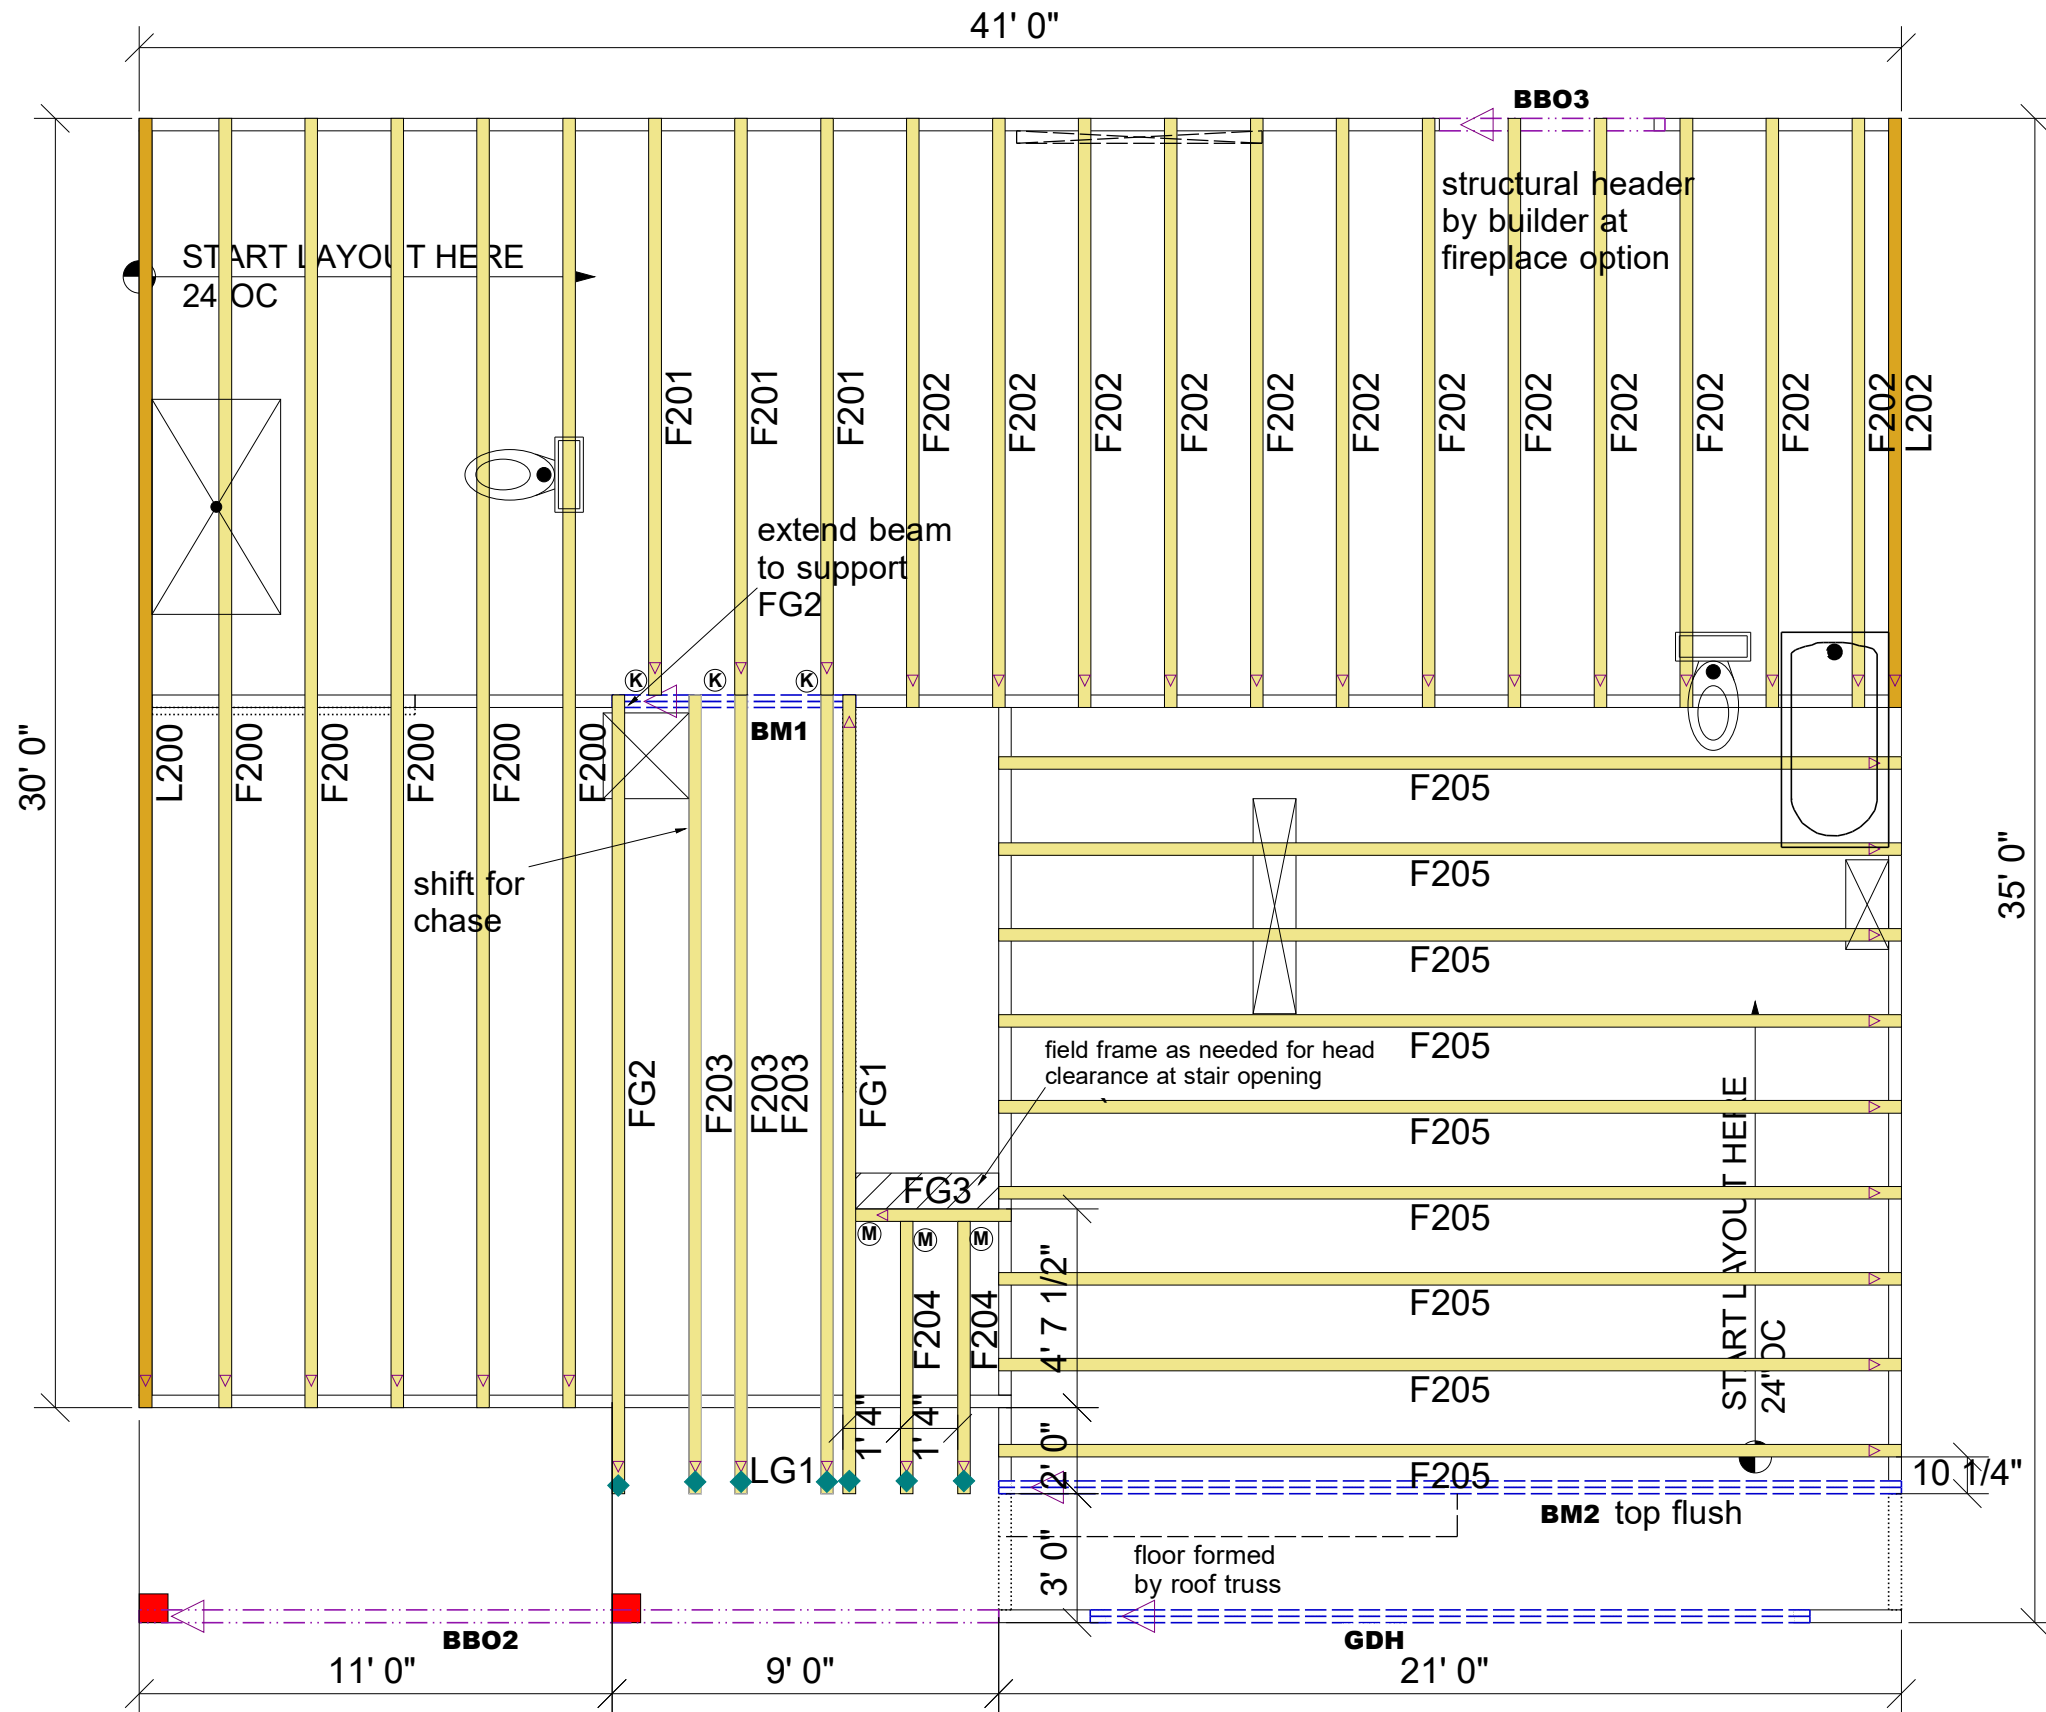 41' 0"
BBO3
structural header
by builder at
fireplace option
START LAYOUT HERE
24" OC
F201
F201
F201
F202
F202
F202
F202
F202
F202
F202
F202
F202
F202
F202
F202
L202
extend beam
to support
FG2
K
K
K
BM1
30' 0"
35' 0"
L200
F200
F200
F200
F200
F200
shift for
chase
F205
F205
F205
F205
F205
F205
F205
F205
F205
field frame as needed for head
clearance at stair opening
FG2
F203
F203
F203
FG1
FG3
M
M
M
F204
F204
4' 7 1/2"
START LAYOUT HERE
24" OC
1' 4"
1' 4"
2' 0"
LG1
10 1/4"
BM2 top flush
3' 0"
floor formed
by roof truss
BBO2
GDH
11' 0"
9' 0"
21' 0"